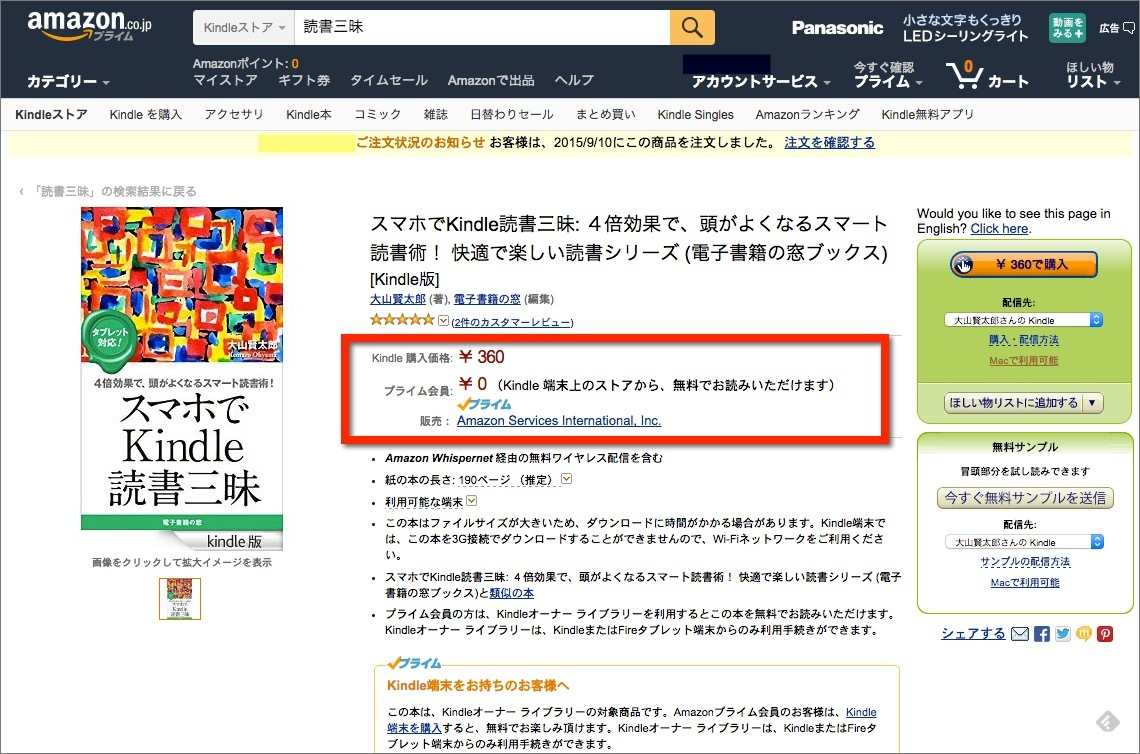 amazon.co.jp
プライム
Kindleストア
読書三昧
Panasonic
小さな文字もくっきり
LEDシーリングライト
動画を
みる+
広告
カテゴリー
Amazonポイント: 0
マイストア ギフト券 タイムセール Amazonで出品 ヘルプ
アカウントサービス
今すぐ確認
プライム
0
カート
ほしい物
リスト
Kindleストア Kindle を購入 アクセサリ Kindle本 コミック 雑誌 日替わりセール まとめ買い Kindle Singles Amazonランキング Kindle無料アプリ
ご注文状況のお知らせ お客様は、2015/9/10にこの商品を注文しました。 注文を確認する
‹ 「読書三昧」の検索結果に戻る
タブレット
対応!
大山賢太郎
Kentaro Ohyama
4倍効果で、頭がよくなるスマート読書術!
スマホで
Kindle
読書三昧
電子書籍の窓
kindle 版
画像をクリックして拡大イメージを表示
スマホでKindle読書三昧: ４倍効果で、頭がよくなるスマート
読書術！ 快適で楽しい読書シリーズ (電子書籍の窓ブックス)
[Kindle版]
大山賢太郎 (著), 電子書籍の窓 (編集)
(2件のカスタマーレビュー)
Kindle 購入価格: ￥ 360
プライム会員: ￥ 0 （Kindle 端末上のストアから、無料でお読みいただけます）
プライム
販売： Amazon Services International, Inc.
• Amazon Whispernet 経由の無料ワイヤレス配信を含む
• 紙の本の長さ: 190ページ （推定）
• 利用可能な端末
• この本はファイルサイズが大きいため、ダウンロードに時間がかかる場合があります。Kindle端末で
は、この本を3G接続でダウンロードすることができませんので、Wi-Fiネットワークをご利用くださ
い。
• スマホでKindle読書三昧: ４倍効果で、頭がよくなるスマート読書術！ 快適で楽しい読書シリーズ (電子
書籍の窓ブックス)と類似の本
• プライム会員の方は、Kindleオーナー ライブラリーを利用するとこの本を無料でお読みいただけます。
Kindleオーナー ライブラリーは、KindleまたはFireタブレット端末からのみ利用手続きができます。
プライム
Kindle端末をお持ちのお客様へ
この本は、Kindleオーナー ライブラリーの対象商品です。Amazonプライム会員のお客様は、Kindle
端末を購入すると、無料でお楽しみ頂けます。Kindleオーナー ライブラリーは、KindleまたはFireタ
ブレット端末からのみ利用手続きができます。
Would you like to see this page in
English? Click here.
￥ 360で購入
配信先:
大山賢太郎さんの Kindle
購入・配信方法
Macで利用可能
ほしい物リストに追加する
無料サンプル
冒頭部分を試し読みできます
今すぐ無料サンプルを送信
配信先:
大山賢太郎さんの Kindle
サンプルの配信方法
Macで利用可能
シェアする